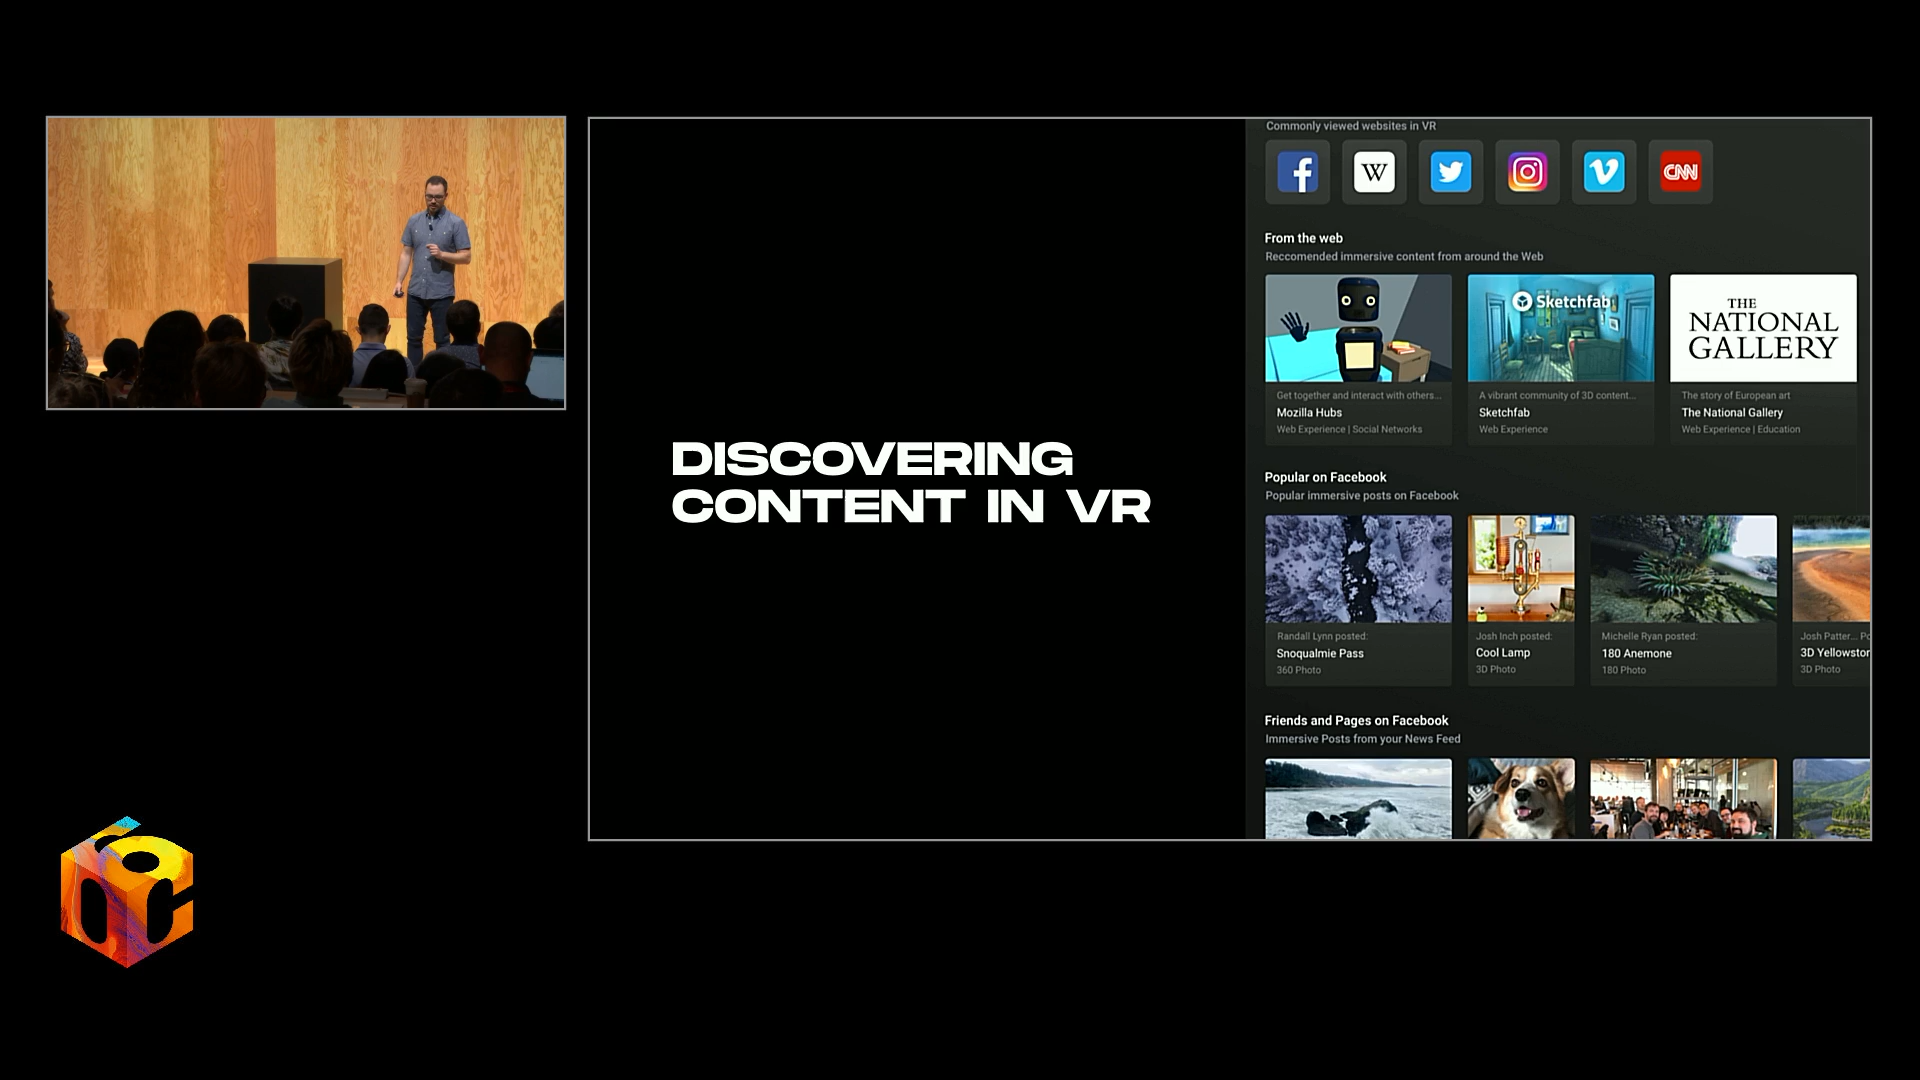 DISCOVERING
CONTENT IN VR
Commonly viewed websites in VR
f
W
CNN
From the web
Reccomended immersive content from around the Web
Sketchfab
THE
NATIONAL
GALLERY
Get together and interact with others...
Mozilla Hubs
Web Experience | Social Networks
A vibrant community of 3D content...
Sketchfab
Web Experience
The story of European art
The National Gallery
Web Experience | Education
Popular on Facebook
Popular immersive posts on Facebook
Randall Lynn posted:
Snoqualmie Pass
360 Photo
Josh Inch posted:
Cool Lamp
3D Photo
Michelle Ryan posted:
180 Anemone
180 Photo
Josh Patter... Po
3D Yellowstor
3D Photo
Friends and Pages on Facebook
Immersive Posts from your News Feed